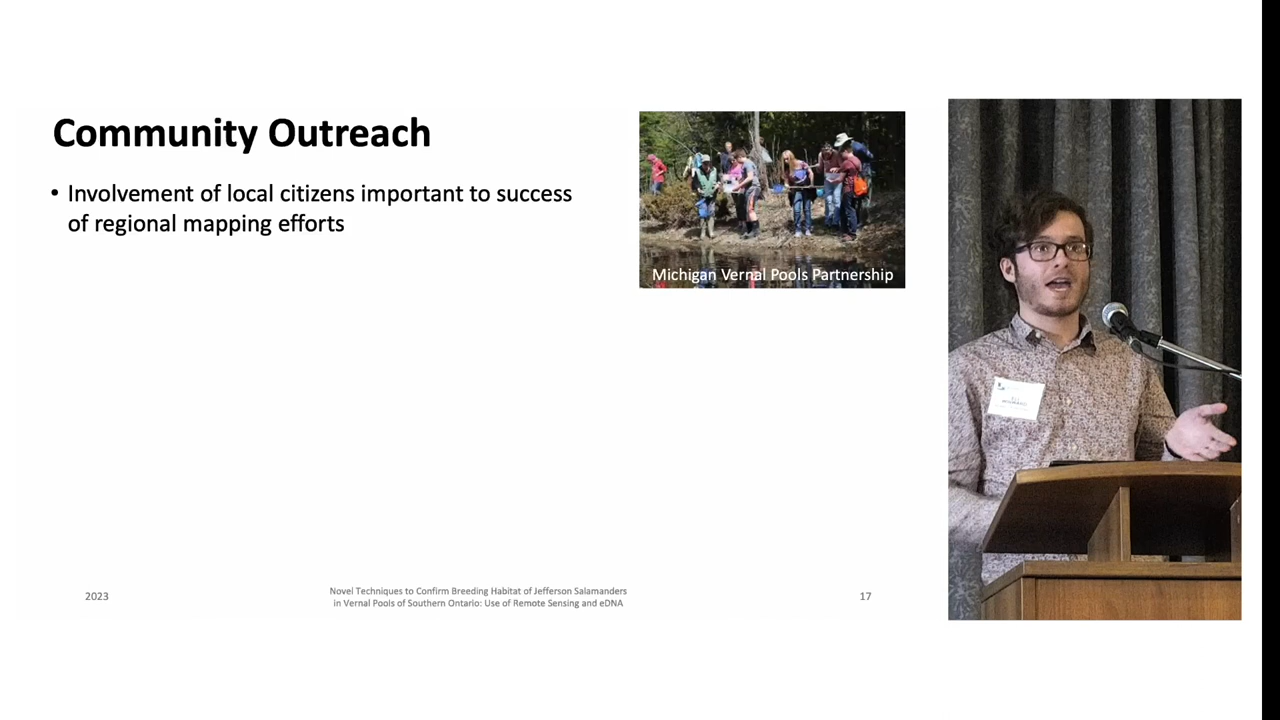 Community Outreach
• Involvement of local citizens important to success
of regional mapping efforts
Michigan Vernal Pools Partnership
2023
Novel Techniques to Confirm Breeding Habitat of Jefferson Salamanders
in Vernal Pools of Southern Ontario: Use of Remote Sensing and eDNA
17